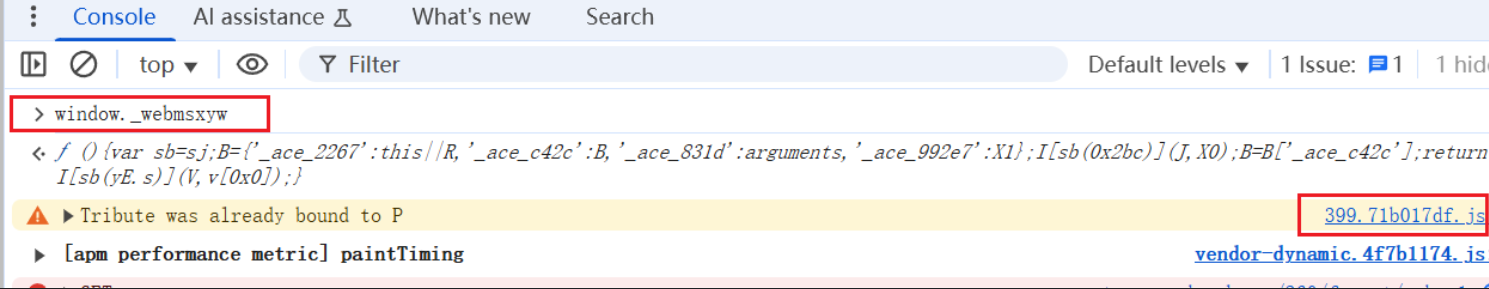 Console AI assistance What's new Search
top ▼ Filter Default levels ▼ 1 Issue: 1 1 hid
> window._webmsxyw
f (){var sb=sj;B={'_ace_2267':this||R,'_ace_c42c':B,'_ace_831d':arguments,'_ace_992e7':X1};I[sb(0x2bc)](J,X0);B=B['_ace_c42c'];return
I[sb(yE.s)](V,v[0x0]);}
Tribute was already bound to P 399.71b017df.js
[apm performance metric] paintTiming vendor-dynamic.4f7b1174.js: